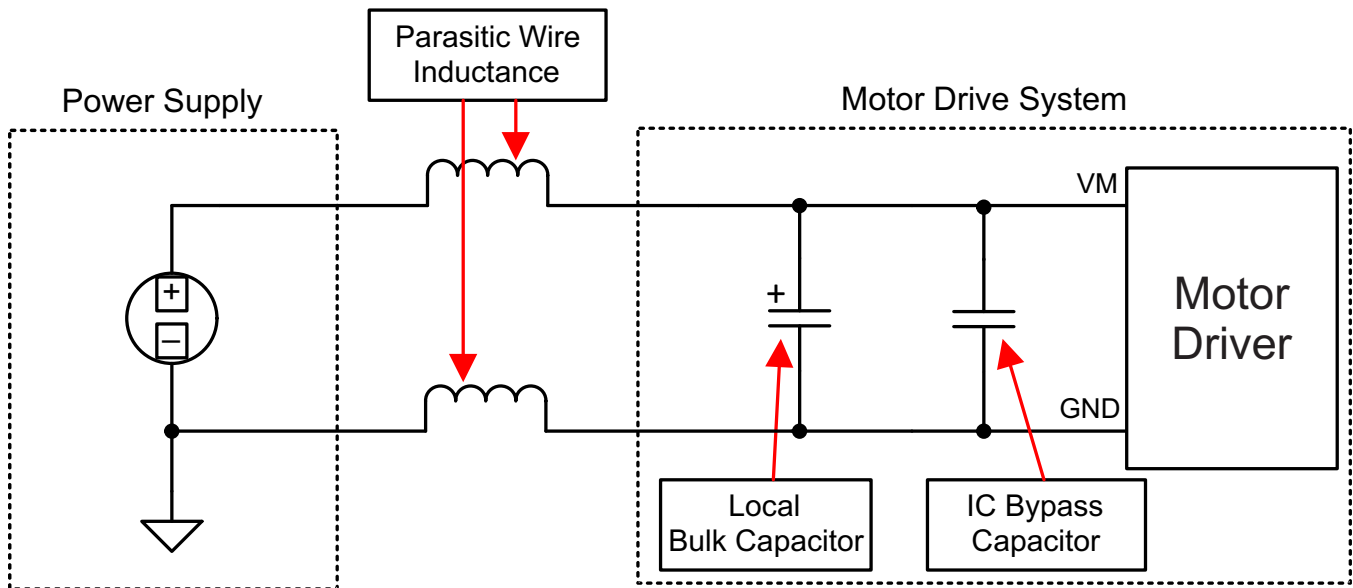 Parasitic Wire
Inductance
Power Supply
Motor Drive System
VM
+
–
+
Motor
Driver
GND
Local
Bulk Capacitor
IC Bypass
Capacitor